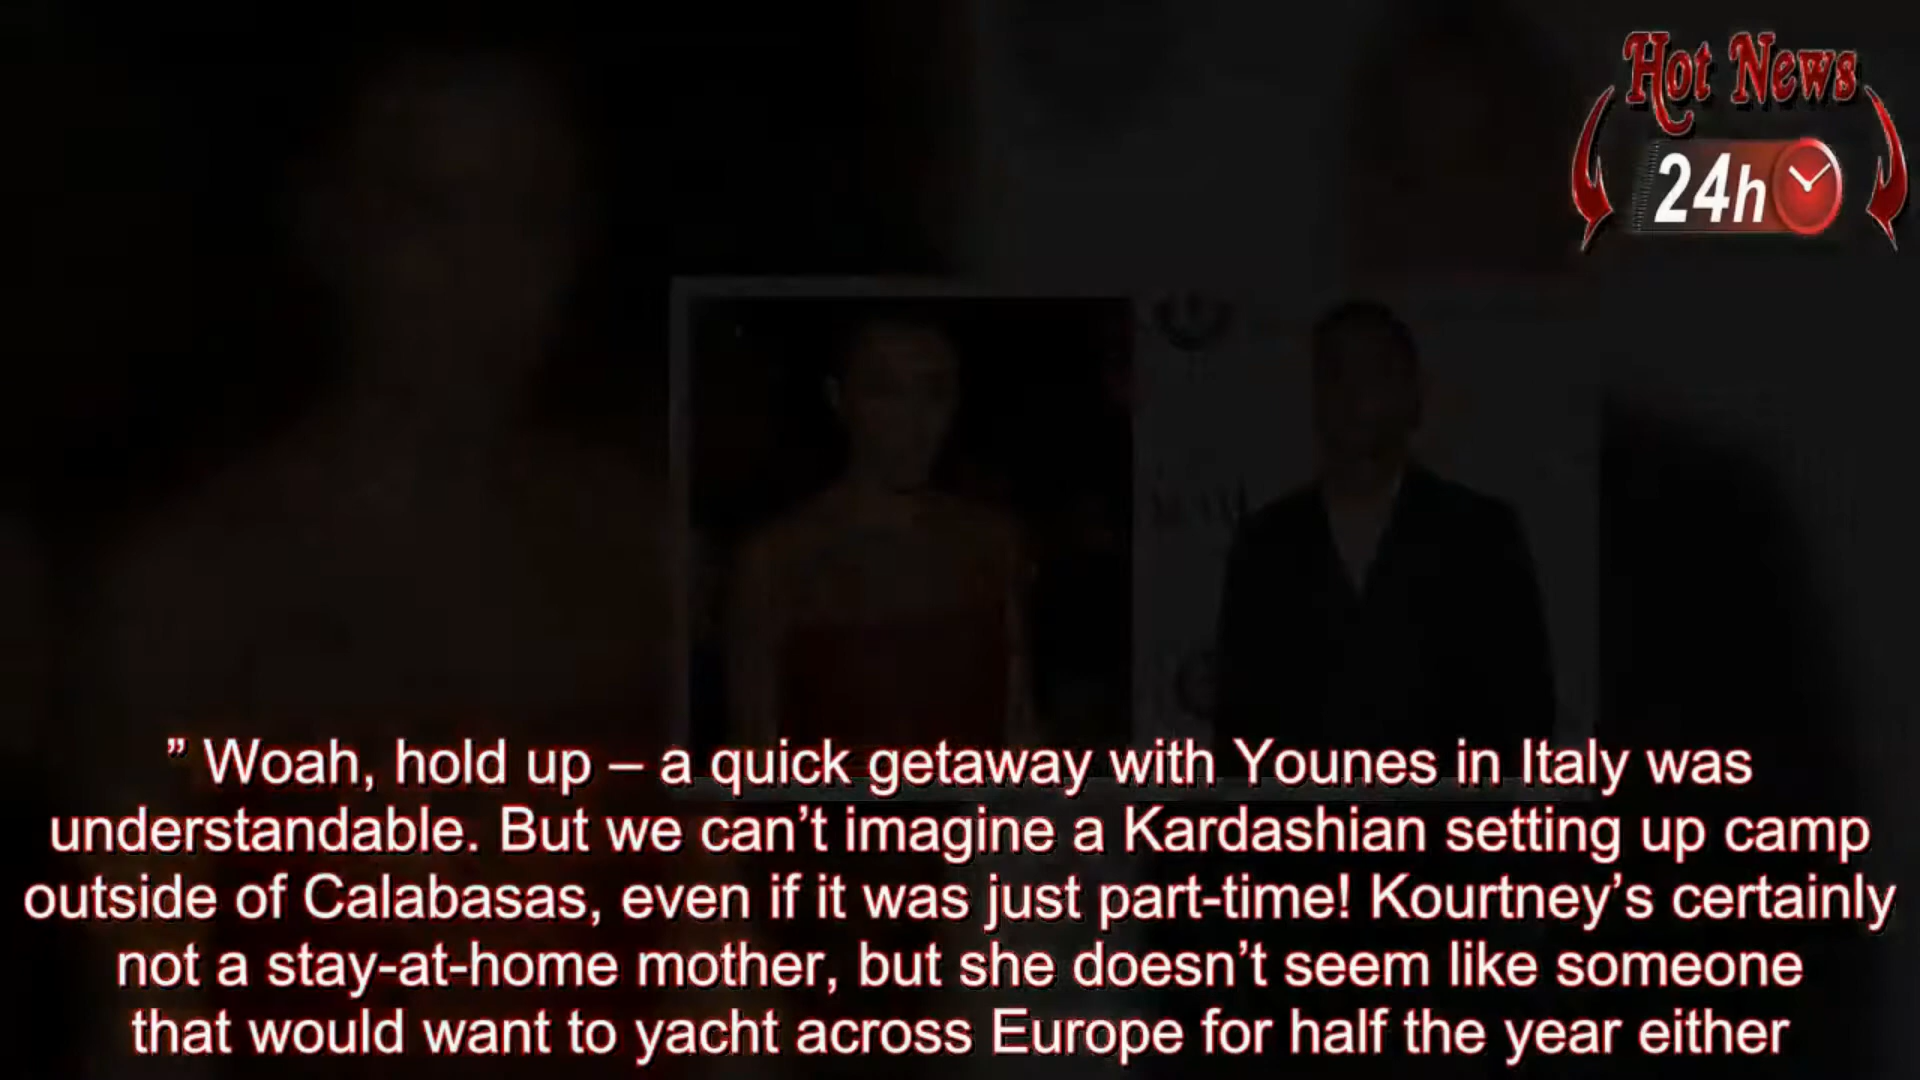 Hot News
24h
” Woah, hold up – a quick getaway with Younes in Italy was
understandable. But we can’t imagine a Kardashian setting up camp
outside of Calabasas, even if it was just part-time! Kourtney’s certainly
not a stay-at-home mother, but she doesn’t seem like someone
that would want to yacht across Europe for half the year either